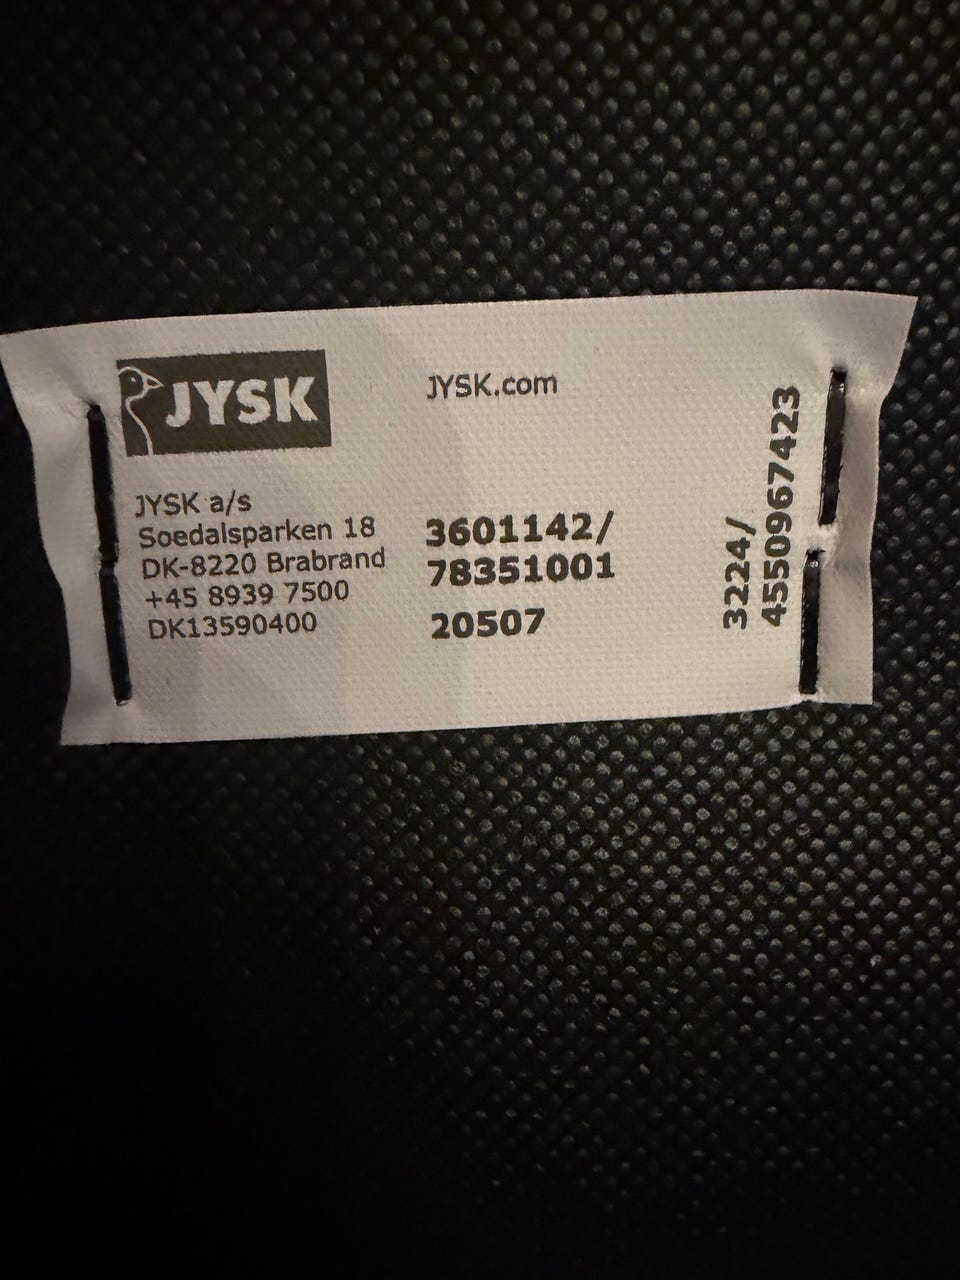 JYSK
JYSK.com
JYSK a/s
Soedalsparken 18
DK-8220 Brabrand
+45 8939 7500
DK13590400
3601142/
78351001
20507
3224/
4550967423